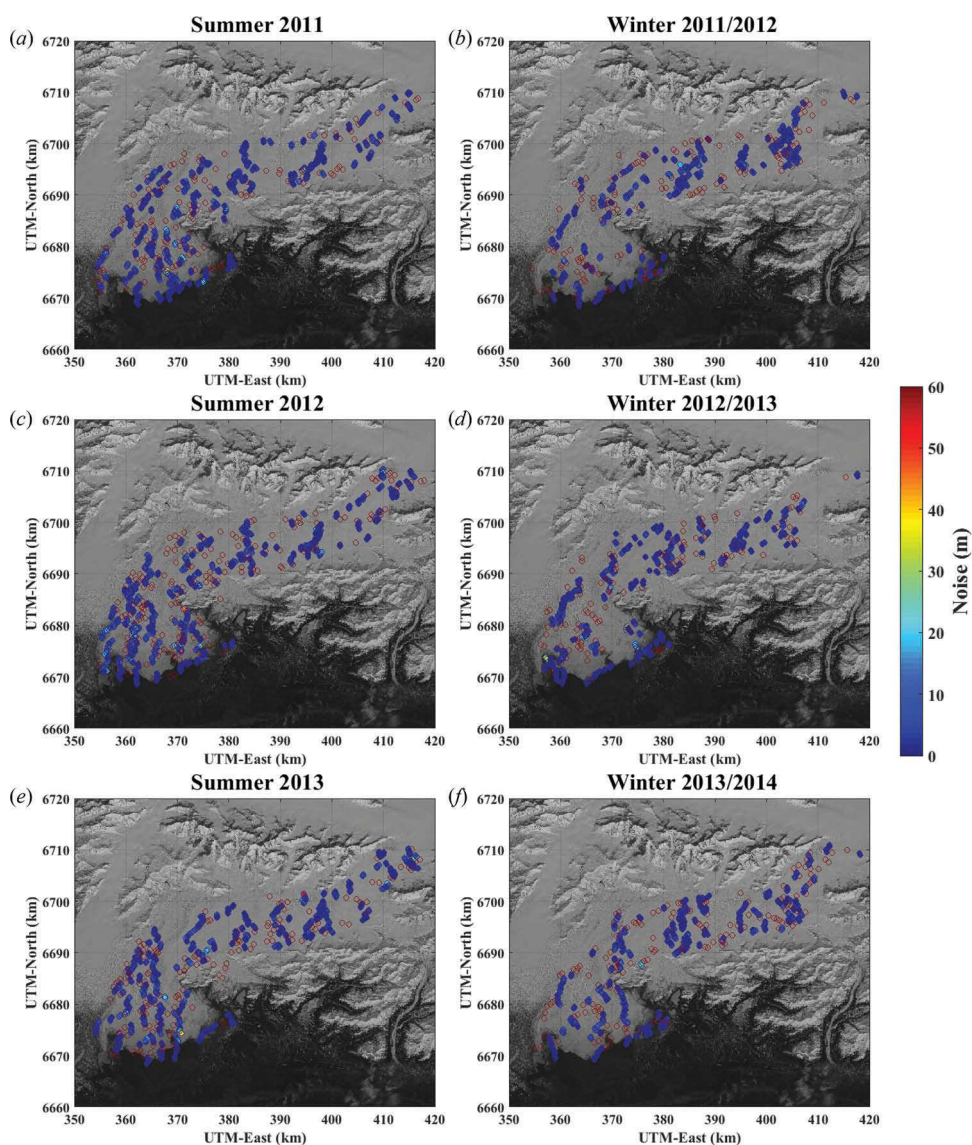 (a) Summer 2011
6720
6710
6700
6690
6680
6670
6660
UTM-North (km)
350 360 370 380 390 400 410 420
UTM-East (km)
(b) Winter 2011/2012
6720
6710
6700
6690
6680
6670
6660
UTM-North (km)
350 360 370 380 390 400 410 420
UTM-East (km)
(c) Summer 2012
6720
6710
6700
6690
6680
6670
6660
UTM-North (km)
350 360 370 380 390 400 410 420
UTM-East (km)
(d) Winter 2012/2013
6720
6710
6700
6690
6680
6670
6660
UTM-North (km)
350 360 370 380 390 400 410 420
UTM-East (km)
60
50
40
30
20
10
0
Noise (m)
(e) Summer 2013
6720
6710
6700
6690
6680
6670
6660
UTM-North (km)
350 360 370 380 390 400 410 420
UTM-East (km)
(f) Winter 2013/2014
6720
6710
6700
6690
6680
6670
6660
UTM-North (km)
350 360 370 380 390 400 410 420
UTM-East (km)